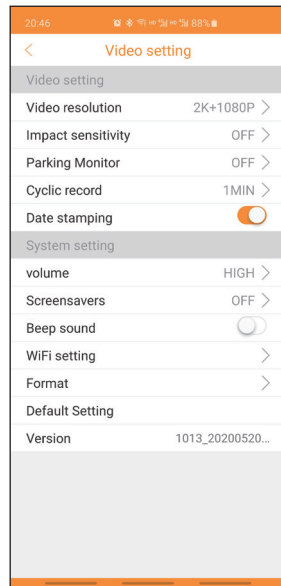 20:46 88%
Video setting
Video setting
Video resolution 2K+1080P
Impact sensitivity OFF
Parking Monitor OFF
Cyclic record 1MIN
Date stamping
System setting
volume HIGH
Screensavers OFF
Beep sound
WiFi setting
Format
Default Setting
Version 1013_20200520...